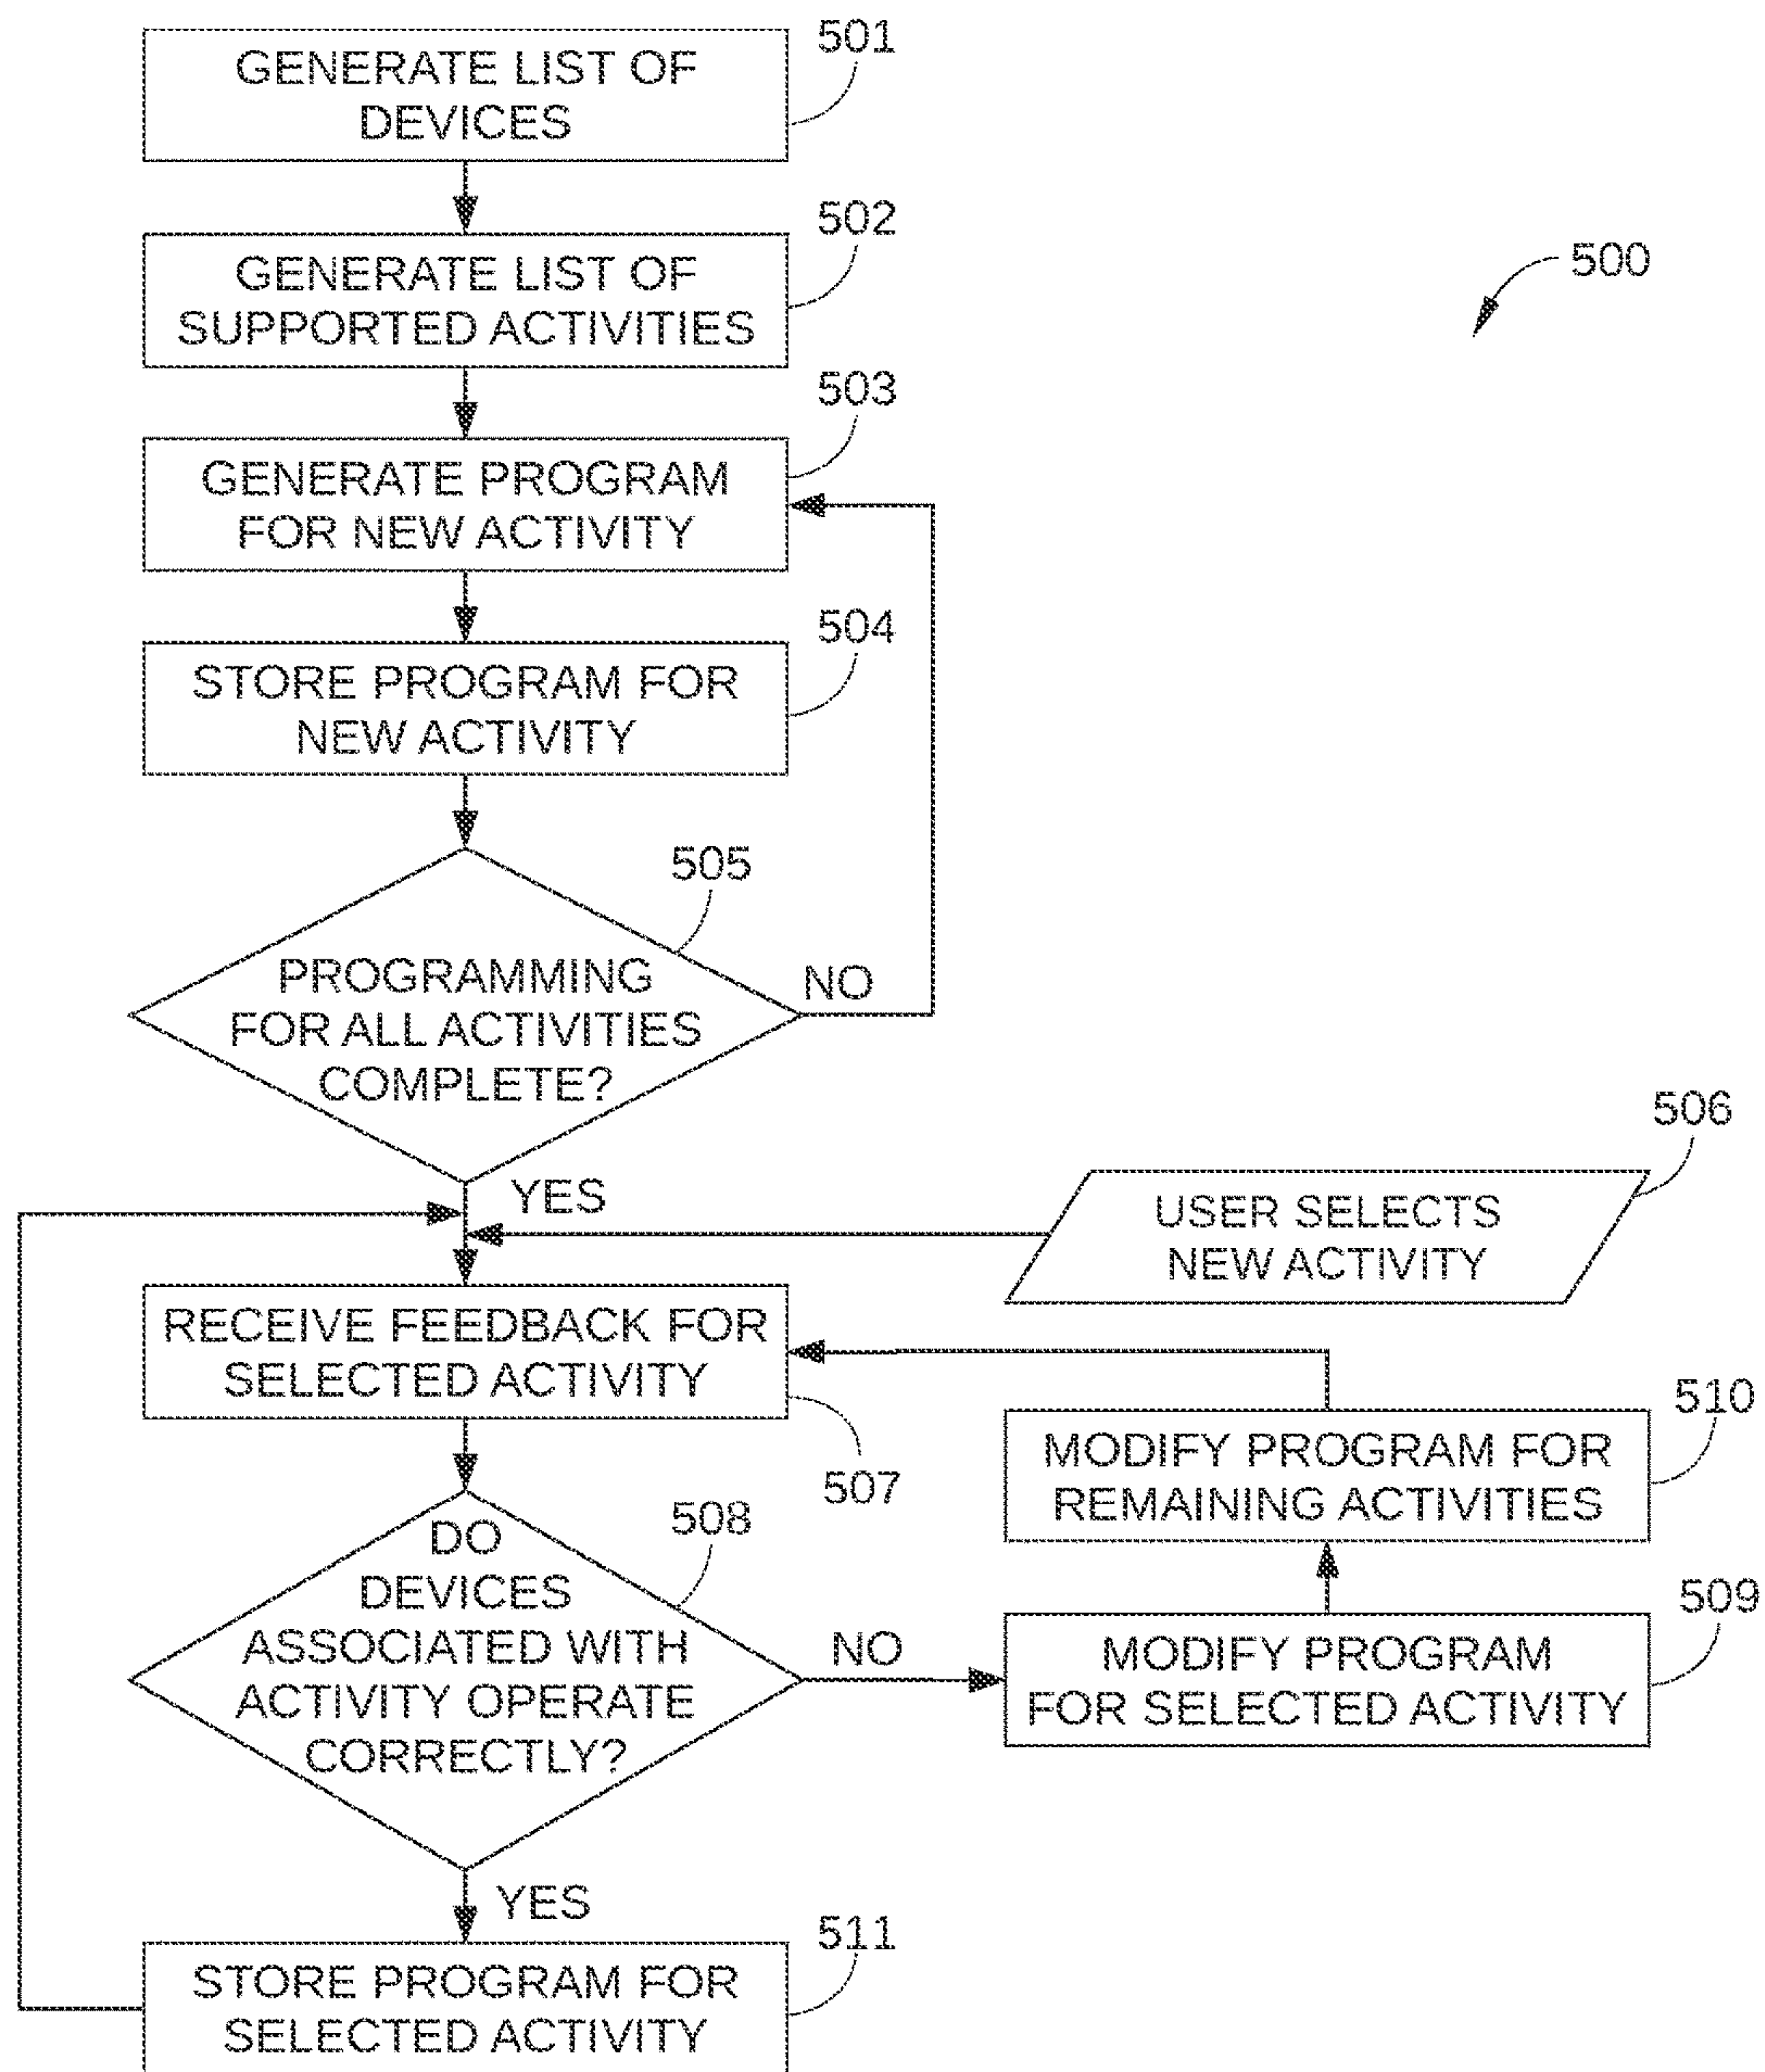 501
GENERATE LIST OF
DEVICES
502
GENERATE LIST OF
SUPPORTED ACTIVITIES
500
503
GENERATE PROGRAM
FOR NEW ACTIVITY
504
STORE PROGRAM FOR
NEW ACTIVITY
505
PROGRAMMING
FOR ALL ACTIVITIES
COMPLETE?
NO
YES
506
USER SELECTS
NEW ACTIVITY
RECEIVE FEEDBACK FOR
SELECTED ACTIVITY
507
508
DO
DEVICES
ASSOCIATED WITH
ACTIVITY OPERATE
CORRECTLY?
NO
510
MODIFY PROGRAM FOR
REMAINING ACTIVITIES
509
MODIFY PROGRAM
FOR SELECTED ACTIVITY
YES
511
STORE PROGRAM FOR
SELECTED ACTIVITY